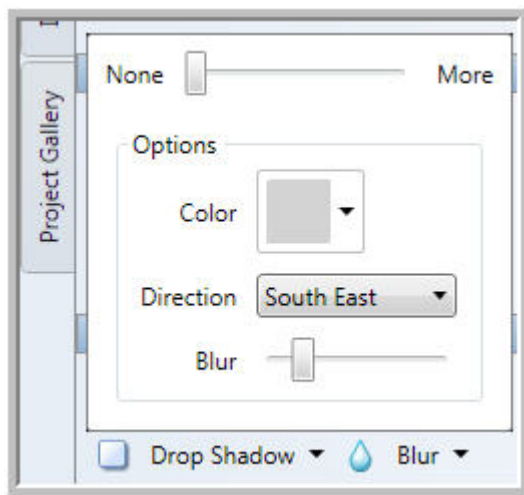 Project Gallery
None More
Options
Color
Direction South East
Blur
Drop Shadow Blur